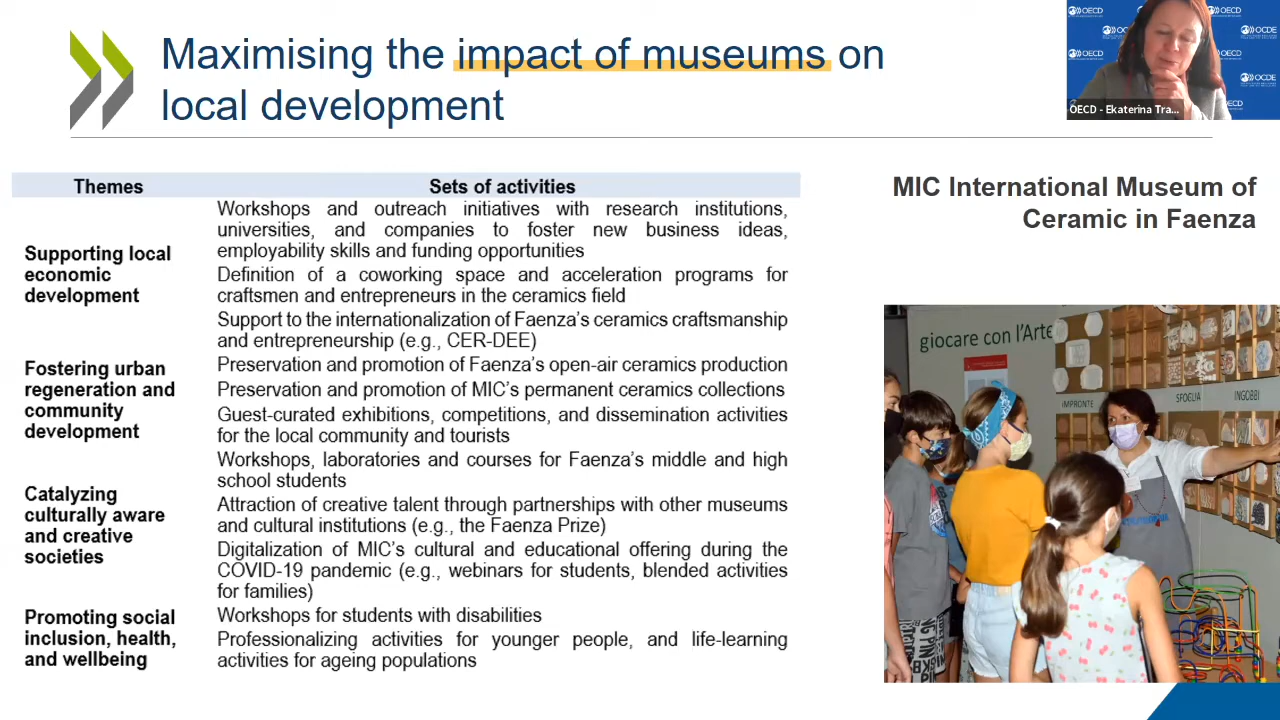 Maximising the impact of museums on
local development
OECD
OECD
OCDE
OECD
OCDE
OECD
OCDE
OECD
OECD - Ekaterina Tra...
MIC International Museum of
Ceramic in Faenza
Themes Sets of activities
Supporting local
economic
development
Workshops and outreach initiatives with research institutions,
universities, and companies to foster new business ideas,
employability skills and funding opportunities
Definition of a coworking space and acceleration programs for
craftsmen and entrepreneurs in the ceramics field
Support to the internationalization of Faenza's ceramics craftsmanship
and entrepreneurship (e.g., CER-DEE)
Fostering urban
regeneration and
community
development
Preservation and promotion of Faenza's open-air ceramics production
Preservation and promotion of MIC's permanent ceramics collections
Guest-curated exhibitions, competitions, and dissemination activities
for the local community and tourists
Catalyzing
culturally aware
and creative
societies
Workshops, laboratories and courses for Faenza's middle and high
school students
Attraction of creative talent through partnerships with other museums
and cultural institutions (e.g., the Faenza Prize)
Digitalization of MIC's cultural and educational offering during the
COVID-19 pandemic (e.g., webinars for students, blended activities
for families)
Promoting social
inclusion, health,
and wellbeing
Workshops for students with disabilities
Professionalizing activities for younger people, and life-learning
activities for ageing populations
giocare con l'Arte
IMPRONTE
SFOGLIA
INGOBBI